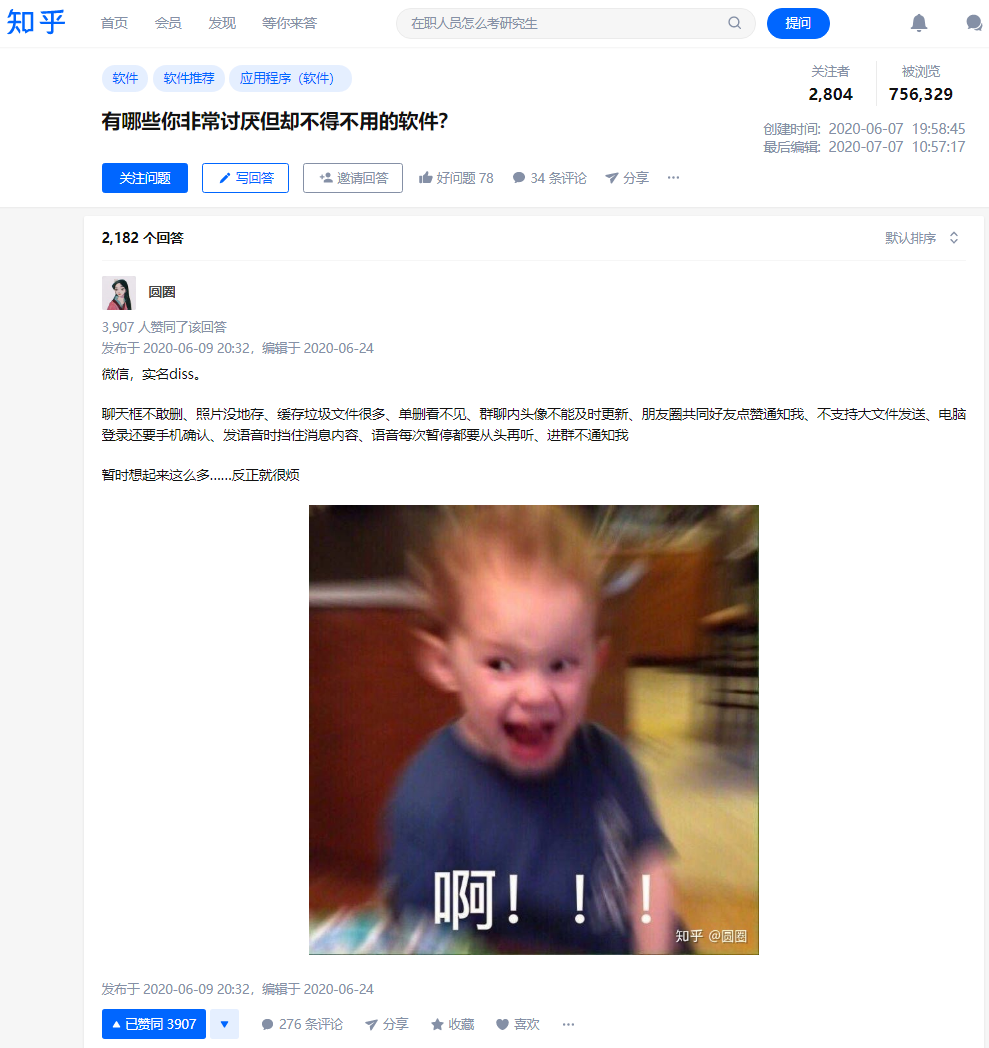 知乎 首页 会员 发现 等你来答 在职人员怎么考研究生 提问
软件 软件推荐 应用程序（软件）
关注者 被浏览
2,804 756,329
有哪些你非常讨厌但却不得不用的软件？
创建时间: 2020-06-07 19:58:45
最后编辑: 2020-07-07 10:57:17
关注问题 写回答 邀请回答 好问题 78 34 条评论 分享 ···
2,182 个回答 默认排序
圆圈
3,907 人赞同了该回答
发布于 2020-06-09 20:32，编辑于 2020-06-24
微信，实名diss。
聊天框不敢删、照片没地存、缓存垃圾文件很多、单删看不见、群聊内头像不能及时更新、朋友圈共同好友点赞通知我、不支持大文件发送、电脑
登录还要手机确认、发语音时挡住消息内容、语音每次暂停都要从头再听、进群不通知我
暂时想起来这么多......反正就很烦
啊！！！
知乎 @圆圈
发布于 2020-06-09 20:32，编辑于 2020-06-24
已赞同 3907 276 条评论 分享 收藏 喜欢 ···